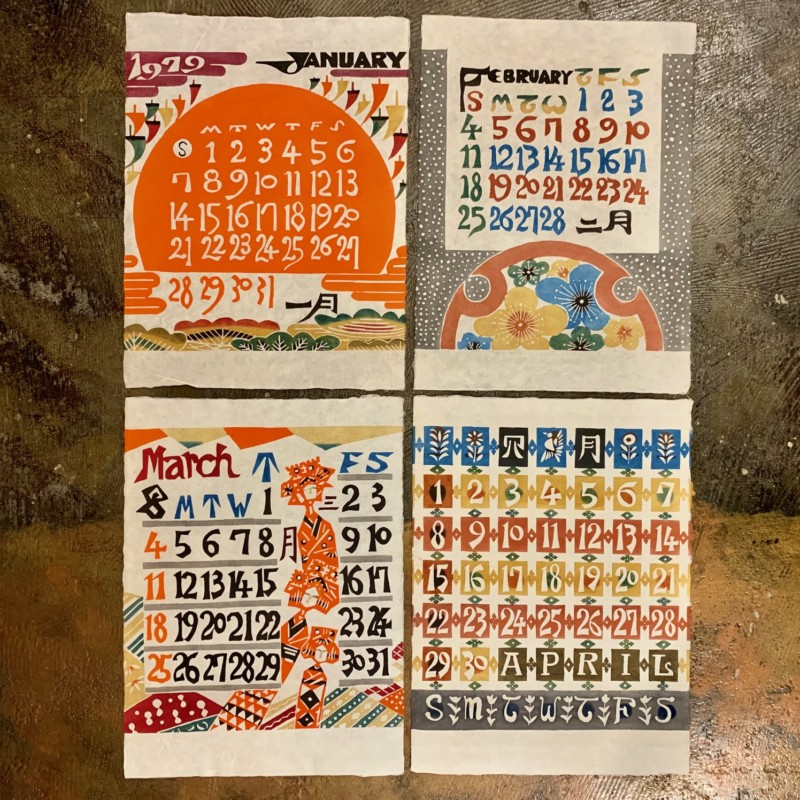 1979 JANUARY
M T W T F S
S 1 2 3 4 5 6
7 8 9 10 11 12 13
14 15 16 17 18 19 20
21 22 23 24 25 26 27
28 29 30 31 一月
FEBRUARY T F S
S M T W 1 2 3
4 5 6 7 8 9 10
11 12 13 14 15 16 17
18 19 20 21 22 23 24
25 26 27 28 二月
March T F S
S M T W 1 三 2 3
4 5 6 7 8 月 9 10
11 12 13 14 15 16 17
18 19 20 21 22 23 24
25 26 27 28 29 30 31
四月
1 2 3 4 5 6 7
8 9 10 11 12 13 14
15 16 17 18 19 20 21
22 23 24 25 26 27 28
29 30 APRIL
S M T W T F S